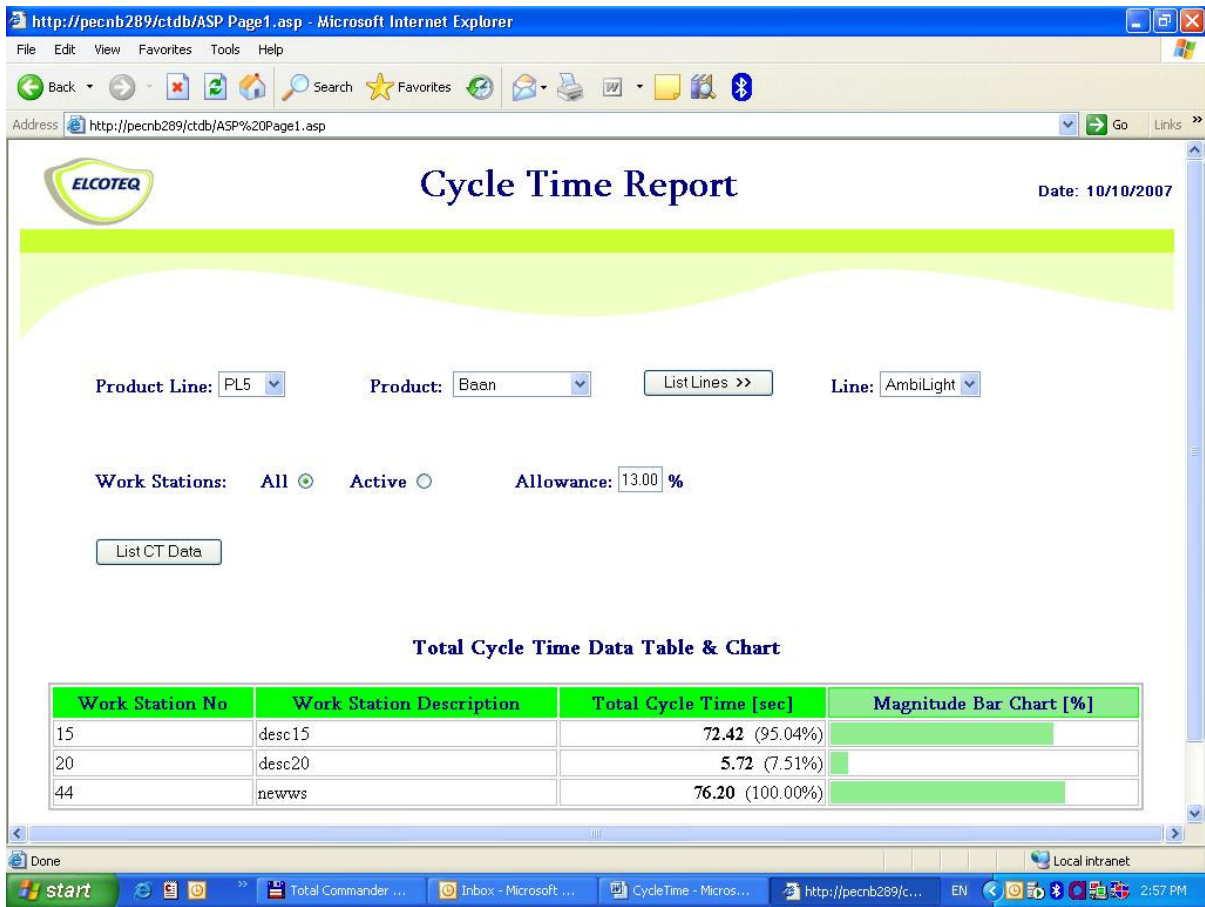 http://pecnb289/ctdb/ASP Page1.asp - Microsoft Internet Explorer
File Edit View Favorites Tools Help
Back Search Favorites
Address http://pecnb289/ctdb/ASP%20Page1.asp Go Links »
ELCOTEQ Cycle Time Report Date: 10/10/2007
Product Line: PL5 Product: Baan List Lines >> Line: AmbiLight
Work Stations: All Active Allowance: 13.00 %
List CT Data
Total Cycle Time Data Table & Chart
Work Station No Work Station Description Total Cycle Time [sec] Magnitude Bar Chart [%]
15 desc15 72.42 (95.04%)
20 desc20 5.72 (7.51%)
44 newws 76.20 (100.00%)
Done Local intranet
start » Total Commander ... Inbox - Microsoft ... CycleTime - Micros... http://pecnb289/c... EN 2:57 PM